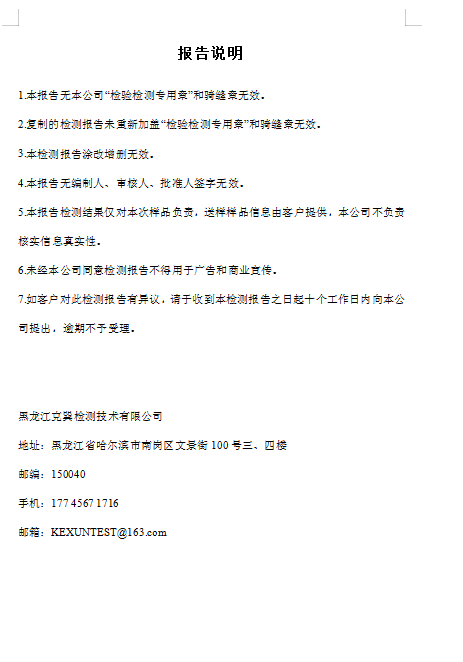 报告说明
1.本报告无本公司“检验检测专用章”和骑缝章无效。
2.复制的检测报告未重新加盖“检验检测专用章”和骑缝章无效。
3.本检测报告涂改增删无效。
4.本报告无编制人、审核人、批准人签字无效。
5.本报告检测结果仅对本次样品负责，送样样品信息由客户提供，本公司不负责
核实信息真实性。
6.未经本公司同意检测报告不得用于广告和商业宣传。
7.如客户对此检测报告有异议，请于收到本检测报告之日起十个工作日内向本公
司提出，逾期不予受理。
黑龙江克巽检测技术有限公司
地址：黑龙江省哈尔滨市南岗区文景街 100 号三、四楼
邮编：150040
手机：177 4567 1716
邮箱：KEXUNTEST@163.com